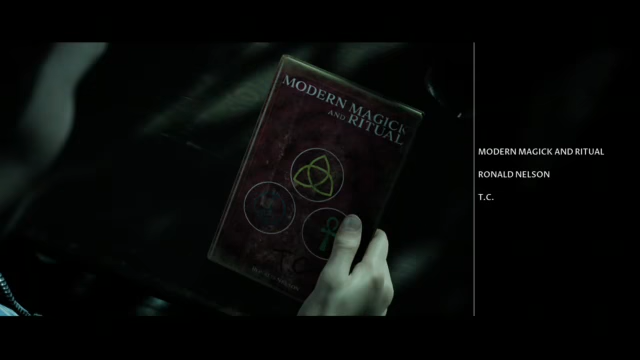 MODERN MAGICK
AND RITUAL
T.C.
MODERN MAGICK AND RITUAL
RONALD NELSON
T.C.